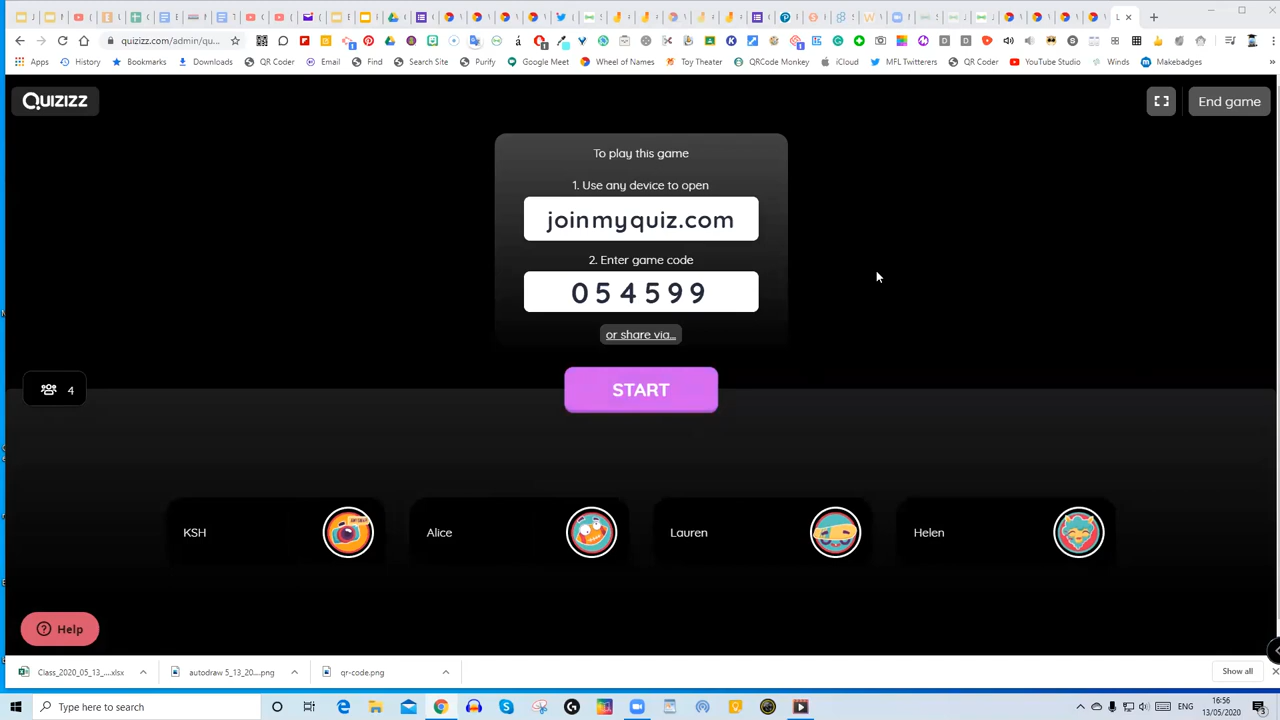 quizizz.com/admin/qu...
Apps History Bookmarks Downloads QR Coder Email Find Search Site Purify Google Meet Wheel of Names Toy Theater QRCode Monkey iCloud MFL Twitterers QR Coder YouTube Studio Winds Makebadges »
QUIZIZZ
End game
To play this game
1. Use any device to open
joinmyquiz.com
2. Enter game code
054599
or share via...
4
START
KSH
Alice
Lauren
Helen
Help
Class_2020_05_13_....xlsx
autodraw 5_13_20....png
qr-code.png
Show all
Type here to search
ENG
16:56
13/05/2020